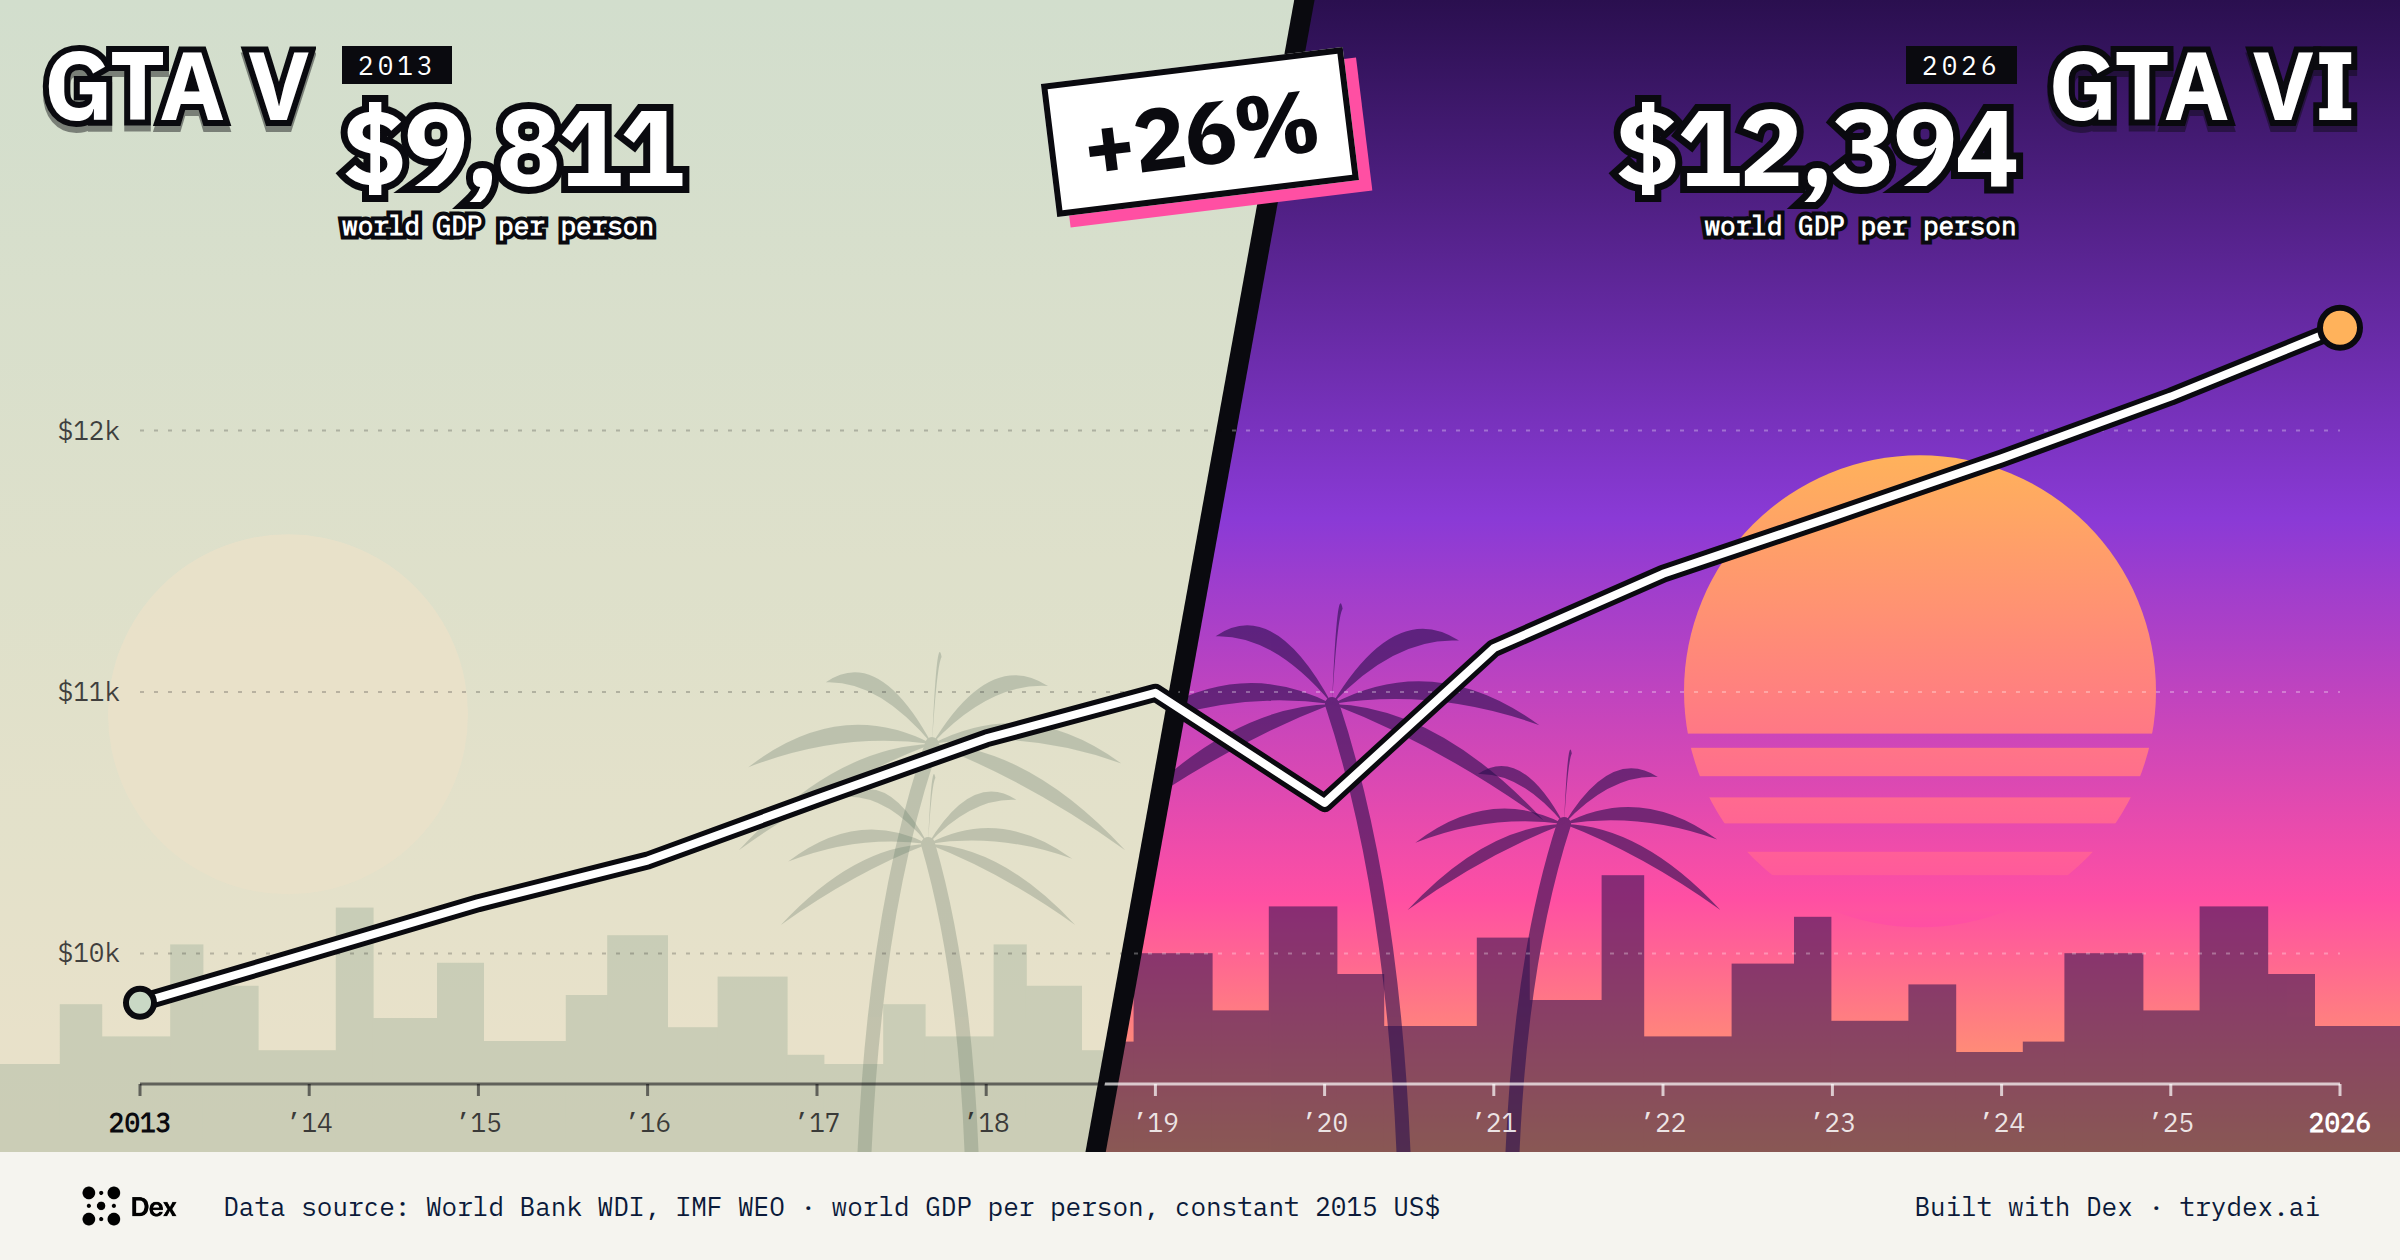 GTA V
2013
$9,811
world GDP per person
+26%
2026
$12,394
world GDP per person
GTA VI
$12k
$11k
$10k
2013 ’14 ’15 ’16 ’17 ’18 ’19 ’20 ’21 ’22 ’23 ’24 ’25 2026
Dex
Data source: World Bank WDI, IMF WEO · world GDP per person, constant 2015 US$
Built with Dex · trydex.ai